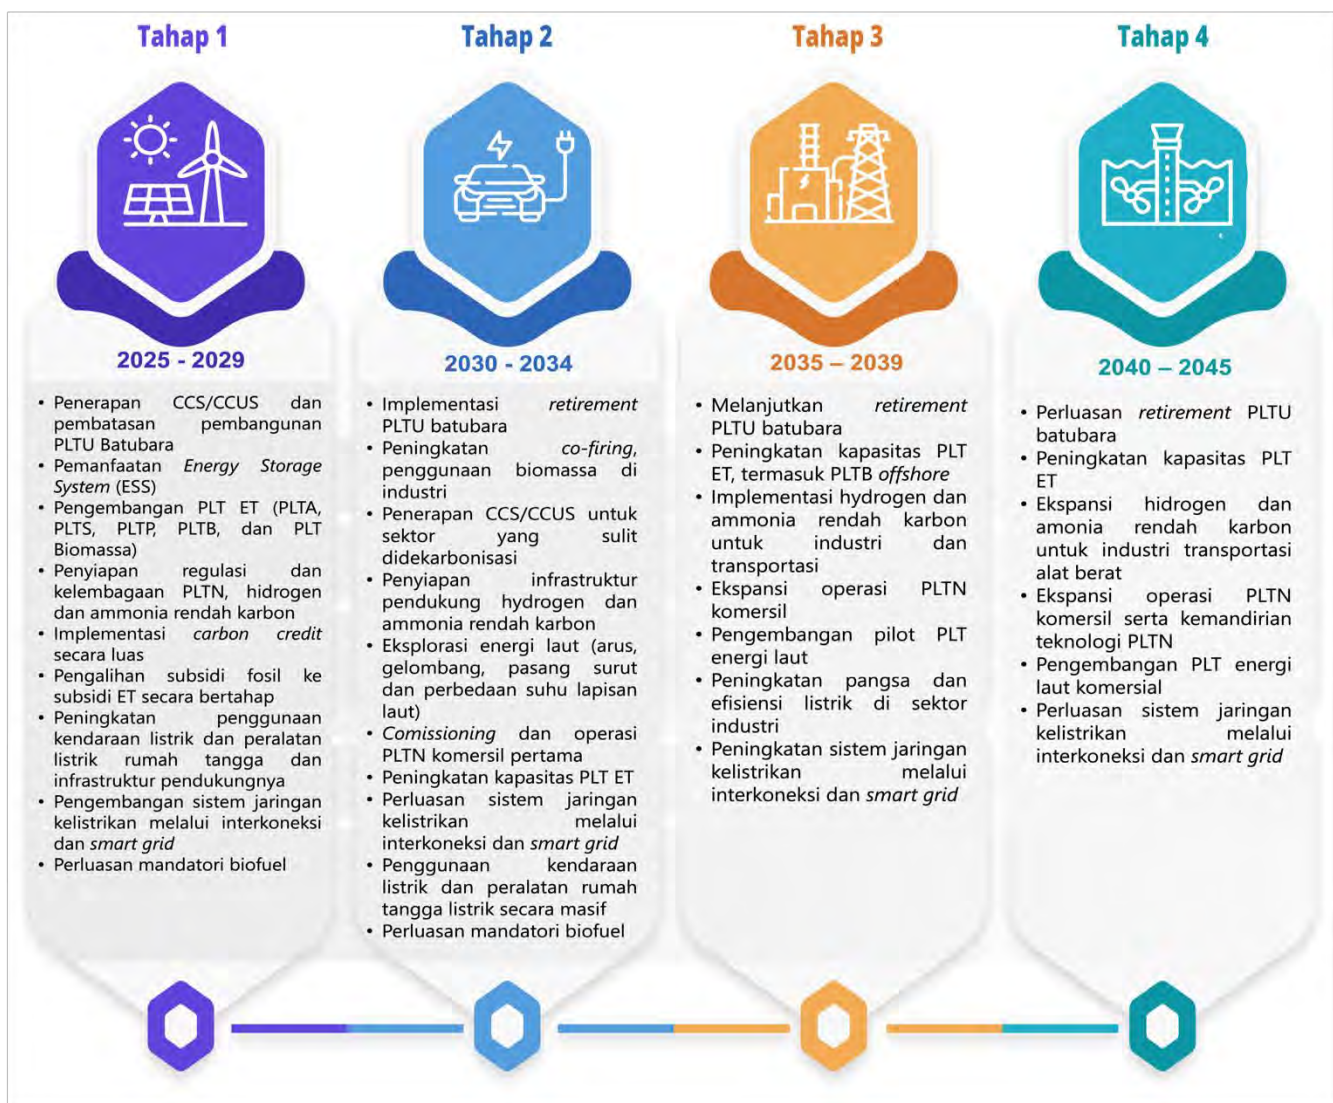 Tahap 1
2025 - 2029
• Penerapan CCS/CCUS dan
pembatasan pembangunan
PLTU Batubara
• Pemanfaatan Energy Storage
System (ESS)
• Pengembangan PLT ET (PLTA,
PLTS, PLTP, PLTB, dan PLT
Biomassa)
• Penyiapan regulasi dan
kelembagaan PLTN, hidrogen
dan ammonia rendah karbon
• Implementasi carbon credit
secara luas
• Pengalihan subsidi fosil ke
subsidi ET secara bertahap
• Peningkatan penggunaan
kendaraan listrik dan peralatan
listrik rumah tangga dan
infrastruktur pendukungnya
• Pengembangan sistem jaringan
kelistrikan melalui interkoneksi
dan smart grid
• Perluasan mandatori biofuel
Tahap 2
2030 - 2034
• Implementasi retirement
PLTU batubara
• Peningkatan co-firing,
penggunaan biomassa di
industri
• Penerapan CCS/CCUS untuk
sektor yang sulit
didekarbonisasi
• Penyiapan infrastruktur
pendukung hydrogen dan
ammonia rendah karbon
• Eksplorasi energi laut (arus,
gelombang, pasang surut
dan perbedaan suhu lapisan
laut)
• Comissioning dan operasi
PLTN komersil pertama
• Peningkatan kapasitas PLT ET
• Perluasan sistem jaringan
kelistrikan melalui
interkoneksi dan smart grid
• Penggunaan kendaraan
listrik dan peralatan rumah
tangga listrik secara masif
• Perluasan mandatori biofuel
Tahap 3
2035 – 2039
• Melanjutkan retirement
PLTU batubara
• Peningkatan kapasitas PLT
ET, termasuk PLTB offshore
• Implementasi hydrogen dan
ammonia rendah karbon
untuk industri dan
transportasi
• Ekspansi operasi PLTN
komersil
• Pengembangan pilot PLT
energi laut
• Peningkatan pangsa dan
efisiensi listrik di sektor
industri
• Peningkatan sistem jaringan
kelistrikan melalui
interkoneksi dan smart grid
Tahap 4
2040 – 2045
• Perluasan retirement PLTU
batubara
• Peningkatan kapasitas PLT
ET
• Ekspansi hidrogen dan
amonia rendah karbon
untuk industri transportasi
alat berat
• Ekspansi operasi PLTN
komersil serta kemandirian
teknologi PLTN
• Pengembangan PLT energi
laut komersial
• Perluasan sistem jaringan
kelistrikan melalui
interkoneksi dan smart grid